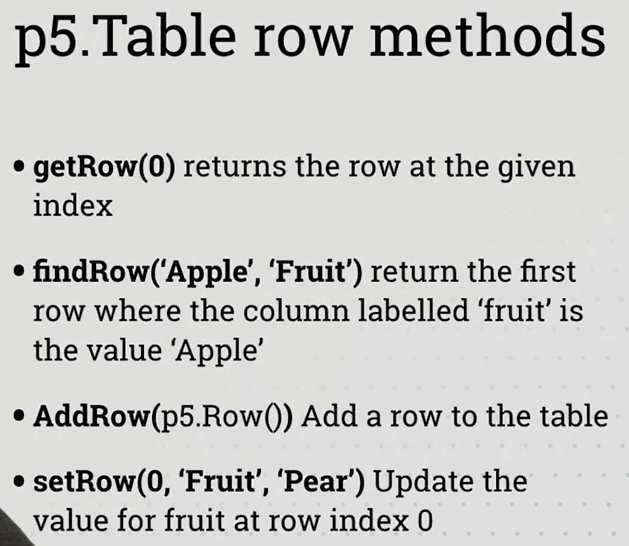 p5.Table row methods
• getRow(0) returns the row at the given
index
• findRow(‘Apple’, ‘Fruit’) return the first
row where the column labelled ‘fruit’ is
the value ‘Apple’
• AddRow(p5.Row()) Add a row to the table
• setRow(0, ‘Fruit’, ‘Pear’) Update the
value for fruit at row index 0